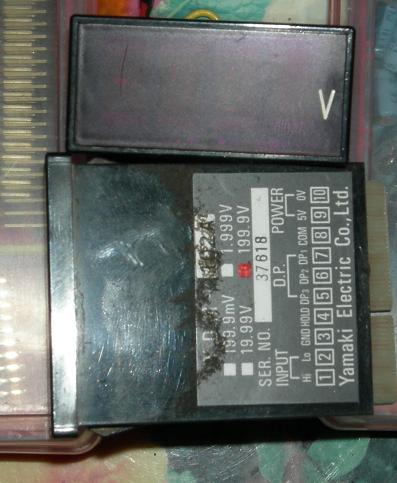 V
■ 199.9mV ■ 1.999V
■ 19.99V ■ 199.9V
SER. NO. 37618
INPUT D.P. POWER
Hi Lo GND HOLD DP3 DP2 DP1 COM 5V 0V
1 2 3 4 5 6 7 8 9 10
Yamaki Electric Co., Ltd.